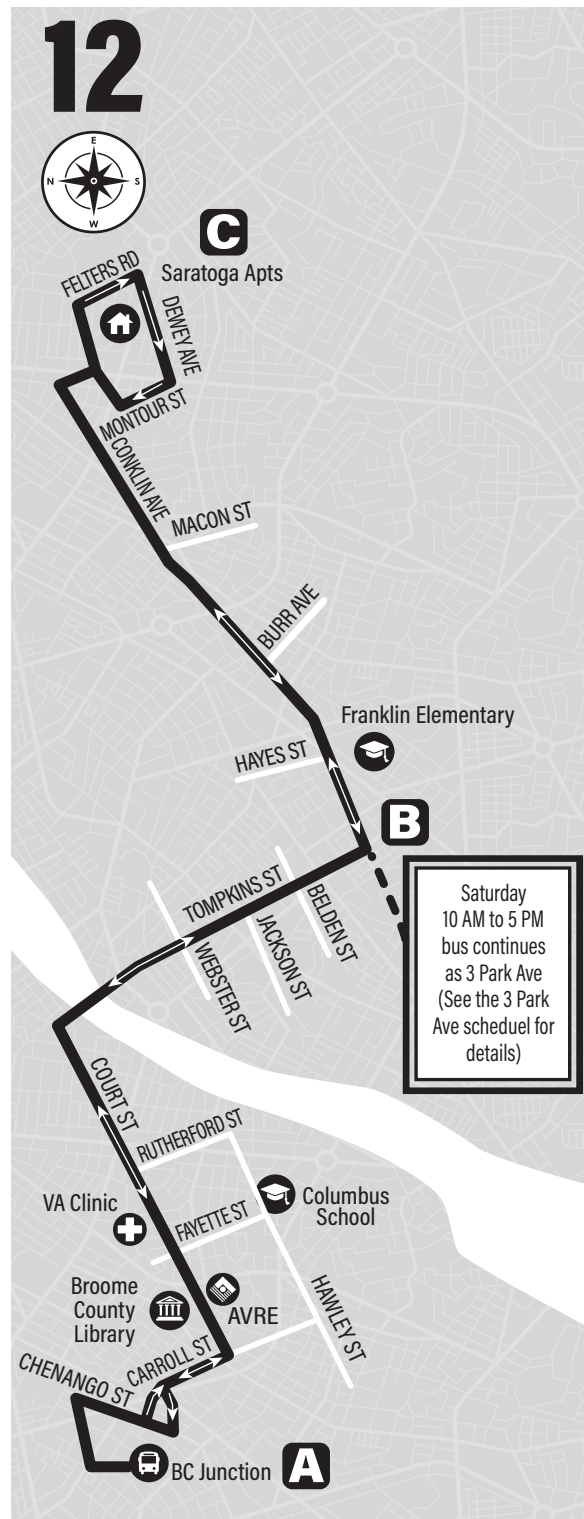 12
E
N
S
W
C
Saratoga Apts
FELTERS RD
DEWEY AVE
MONTOUR ST
CONKLIN AVE
MACON ST
BURR AVE
Franklin Elementary
HAYES ST
B
TOMPKINS ST
BELDEN ST
JACKSON ST
WEBSTER ST
Saturday
10 AM to 5 PM
bus continues
as 3 Park Ave
(See the 3 Park
Ave scheduel for
details)
COURT ST
RUTHERFORD ST
VA Clinic
FAYETTE ST
Columbus
School
Broome
County
Library
AVRE
HAWLEY ST
CARROLL ST
CHENANGO ST
BC Junction
A